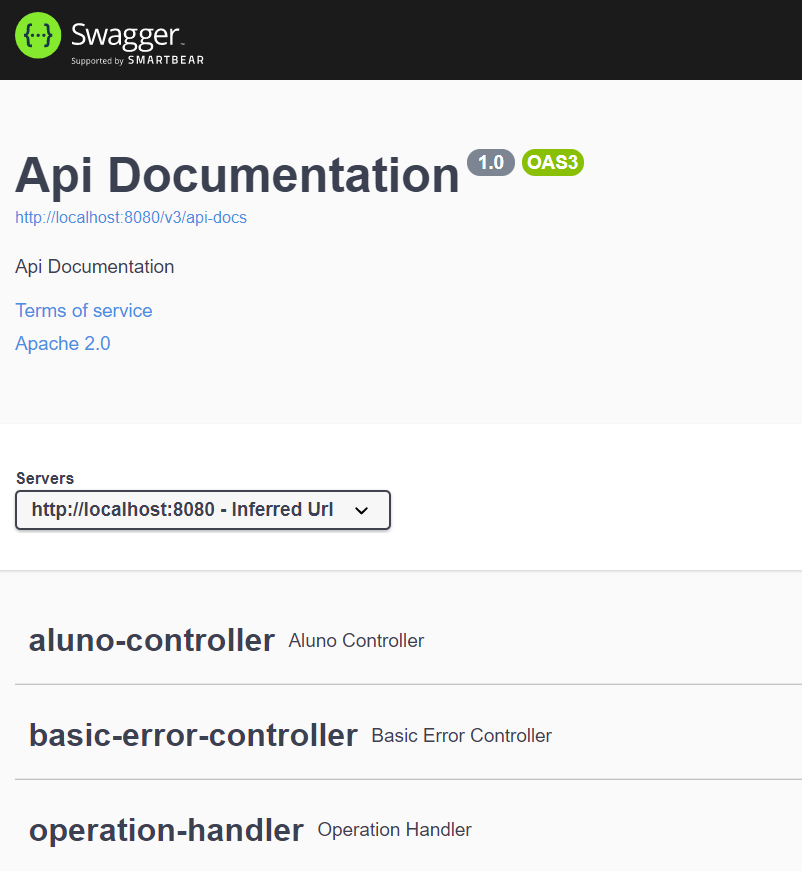 {···} Swagger™
Supported by SMARTBEAR
Api Documentation 1.0 OAS3
http://localhost:8080/v3/api-docs
Api Documentation
Terms of service
Apache 2.0
Servers
http://localhost:8080 - Inferred Url
aluno-controller Aluno Controller
basic-error-controller Basic Error Controller
operation-handler Operation Handler